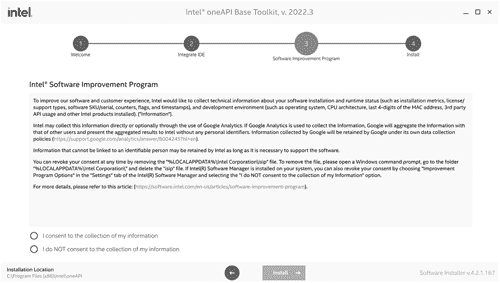 intel.
Intel® oneAPI Base Toolkit, v. 2022.3
1
2
3
4
Welcome
Integrate IDE
Software Improvement Program
Install
Intel® Software Improvement Program
To improve our software and customer experience, Intel would like to collect technical information about your software installation and runtime status (such as installation metrics, license/
support types, software SKU/serial, counters, flags, and timestamps), and development environment (such as operating system, CPU architecture, last 4-digits of the MAC address, 3rd party
API usage and other Intel products installed). ("Information").
Intel may collect this Information directly or optionally through the use of Google Analytics. If Google Analytics is used to collect the Information, Google will aggregate the Information with
that of other users and present the aggregated results to Intel without any personal identifiers. Information collected by Google will be retained by Google under its own data collection
policies (https://support.google.com/analytics/answer/6004245?hl=en).
Information that cannot be linked to an identifiable person may be retained by Intel as long as it is necessary to support the software.
You can revoke your consent at any time by removing the "%LOCALAPPDATA%\Intel Corporation\isip" file. To remove the file, please open a Windows command prompt, go to the folder
"%LOCALAPPDATA%\Intel Corporation\", and delete the "isip" file. If Intel(R) Software Manager is installed on your system, you can also revoke your consent by choosing "Improvement
Program Options" in the "Settings" tab of the Intel(R) Software Manager and selecting the "I do NOT consent to the collection of my Information" option.
For more details, please refer to this article: (https://software.intel.com/en-us/articles/software-improvement-program).
I consent to the collection of my information
I do NOT consent to the collection of my information
Installation Location
C:\Program Files (x86)\Intel\oneAPI
Install
Software Installer v.4.2.1.167